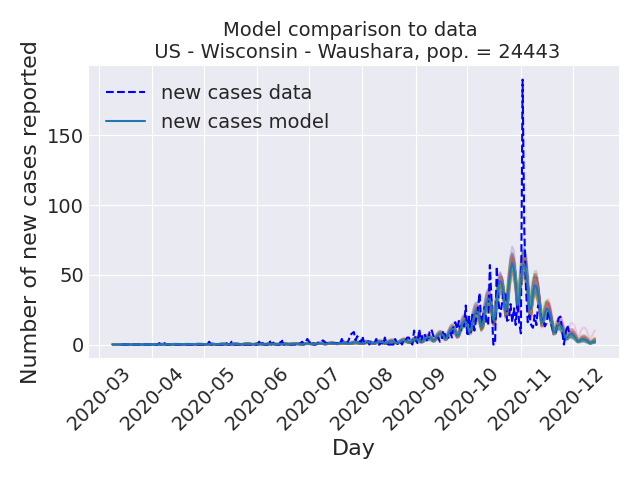 Model comparison to data
US - Wisconsin - Waushara, pop. = 24443
new cases data
new cases model
Number of new cases reported
150
100
50
0
2020-03
2020-04
2020-05
2020-06
2020-07
2020-08
2020-09
2020-10
2020-11
2020-12
Day